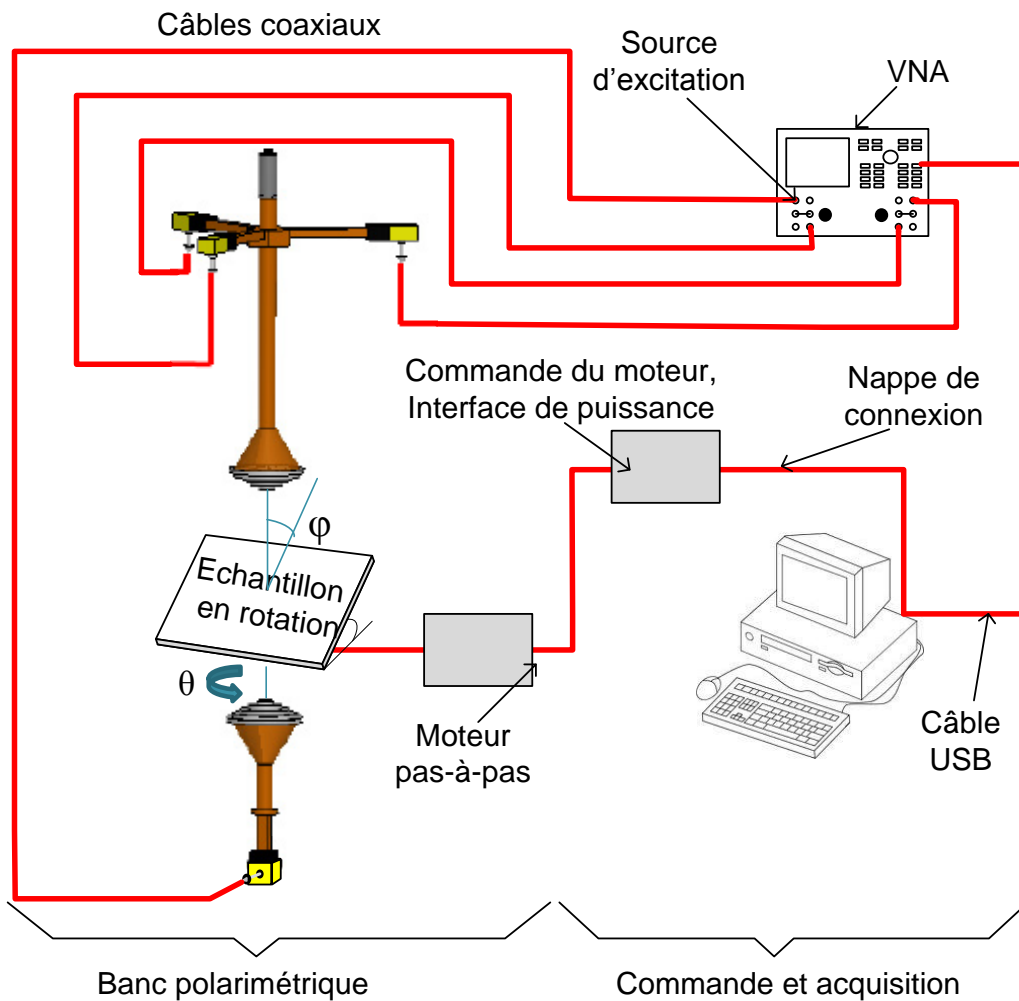 Câbles coaxiaux
Source
d’excitation
VNA
Commande du moteur,
Interface de puissance
Nappe de
connexion
φ
Echantillon
en rotation
θ
Moteur
pas-à-pas
Câble
USB
Banc polarimétrique
Commande et acquisition